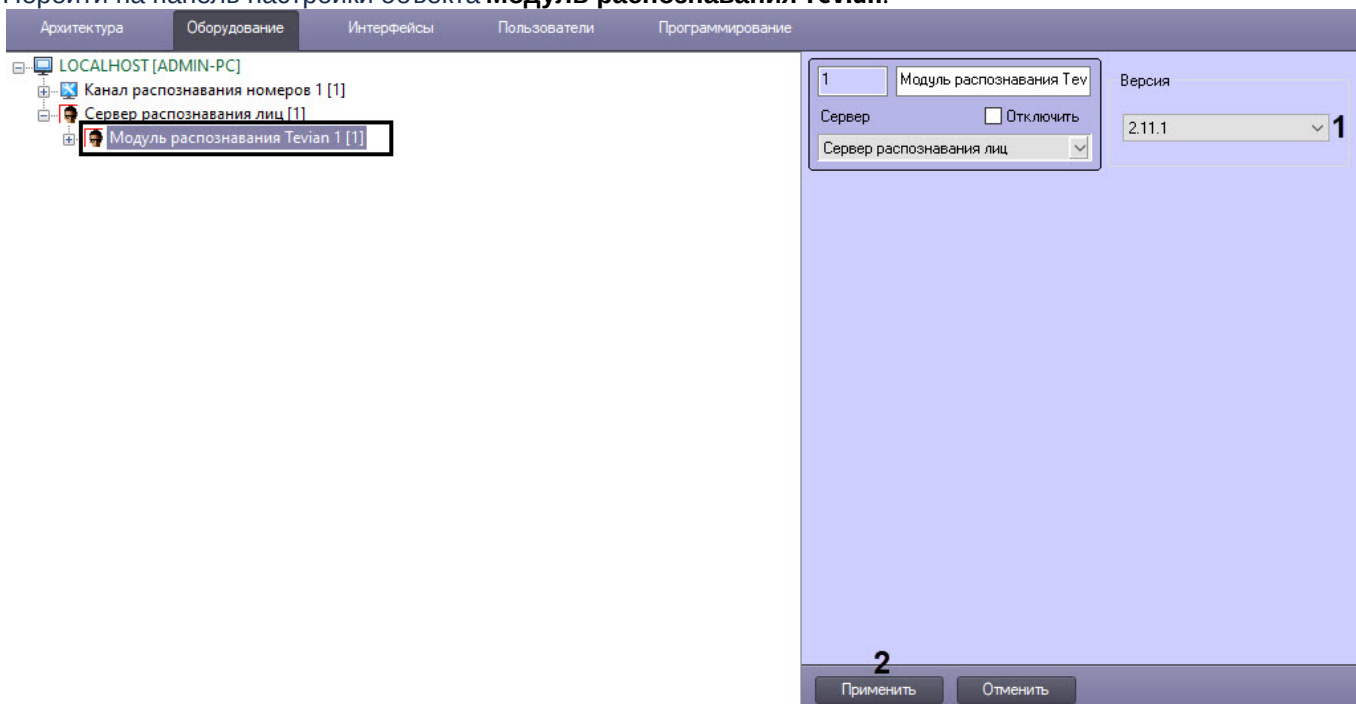 Перейти на панель настройки объекта Модуль распознавания Tevian.
Архитектура Оборудование Интерфейсы Пользователи Программирование
LOCALHOST [ADMIN-PC]
Канал распознавания номеров 1 [1]
Сервер распознавания лиц [1]
Модуль распознавания Tevian 1 [1]
1 Модуль распознавания Tev
Сервер Отключить
Сервер распознавания лиц
Версия
2.11.1 1
2
Применить Отменить